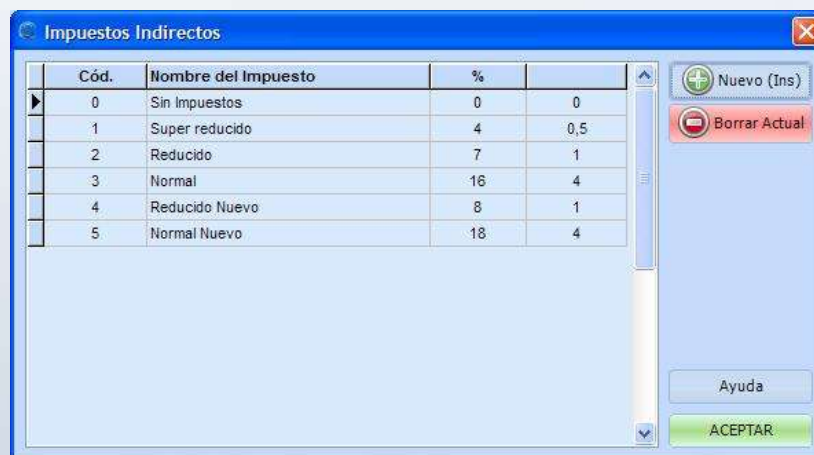 Impuestos Indirectos
Cód. Nombre del Impuesto %
0 Sin Impuestos 0 0
1 Super reducido 4 0,5
2 Reducido 7 1
3 Normal 16 4
4 Reducido Nuevo 8 1
5 Normal Nuevo 18 4
Nuevo (Ins)
Borrar Actual
Ayuda
ACEPTAR